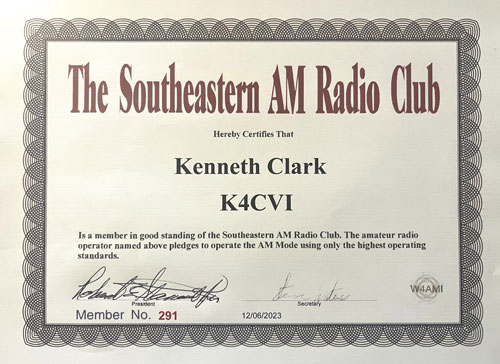 The Southeastern AM Radio Club
Hereby Certifies That
Kenneth Clark
K4CVI
Is a member in good standing of the Southeastern AM Radio Club. The amateur radio
operator named above pledges to operate the AM Mode using only the highest operating
standards.
President
Secretary
W4AMI
Member No. 291
12/06/2023